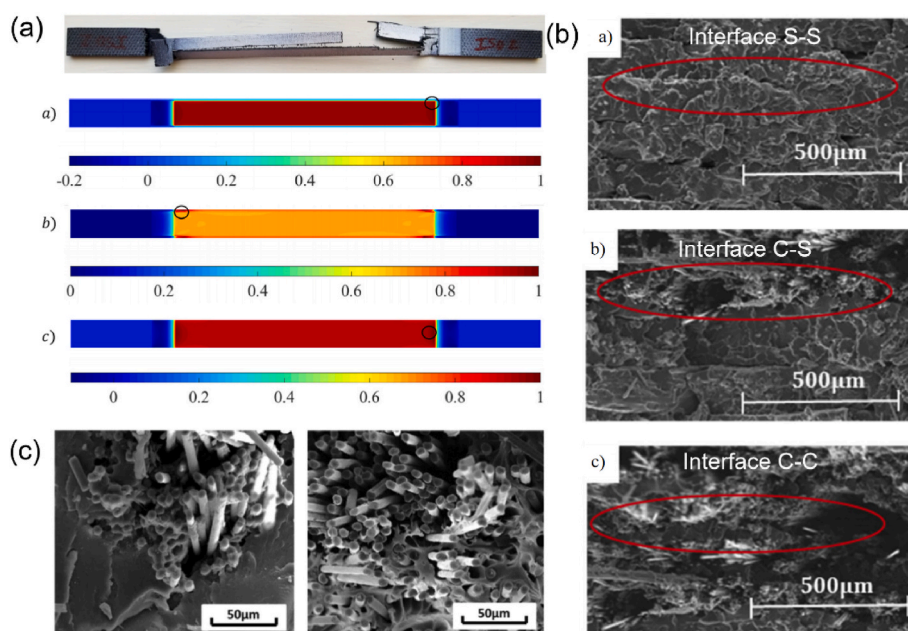 (a)
ISO I
a)
-0.2 0 0.2 0.4 0.6 0.8 1
b)
0 0.2 0.4 0.6 0.8 1
c)
0 0.2 0.4 0.6 0.8 1
(b)
a)
Interface S-S
500μm
b)
Interface C-S
500μm
c)
Interface C-C
500μm
(c)
50μm
50μm